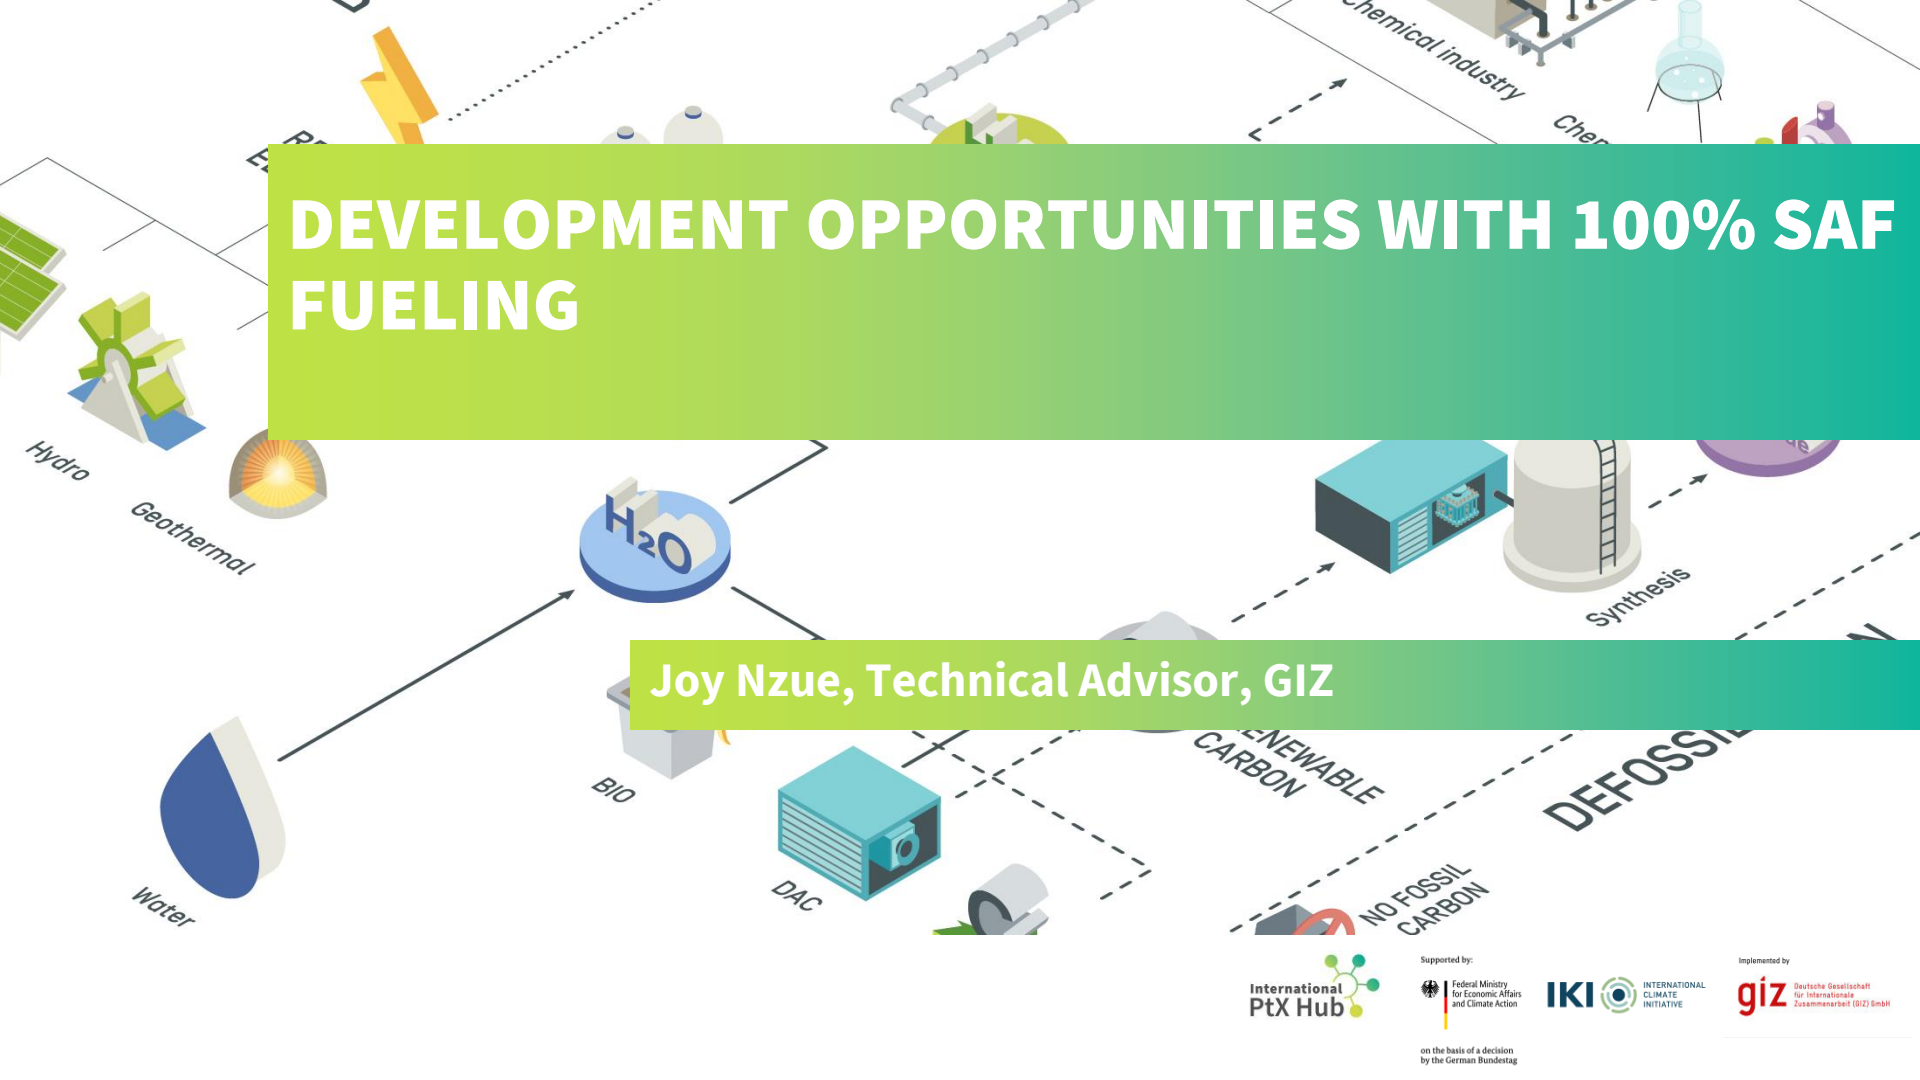 Chemical industry
DEVELOPMENT OPPORTUNITIES WITH 100% SAF
FUELING
Hydro
Geothermal
H2O
Synthesis
Joy Nzue, Technical Advisor, GIZ
CARBON
BIO
DAC
Water
NO FOSSIL
CARBON
International
PtX Hub
Supported by:
Federal Ministry
for Economic Affairs
and Climate Action
on the basis of a decision
by the German Bundestag
IKI
INTERNATIONAL
CLIMATE
INITIATIVE
Implemented by
giz
Deutsche Gesellschaft
für Internationale
Zusammenarbeit (GIZ) GmbH